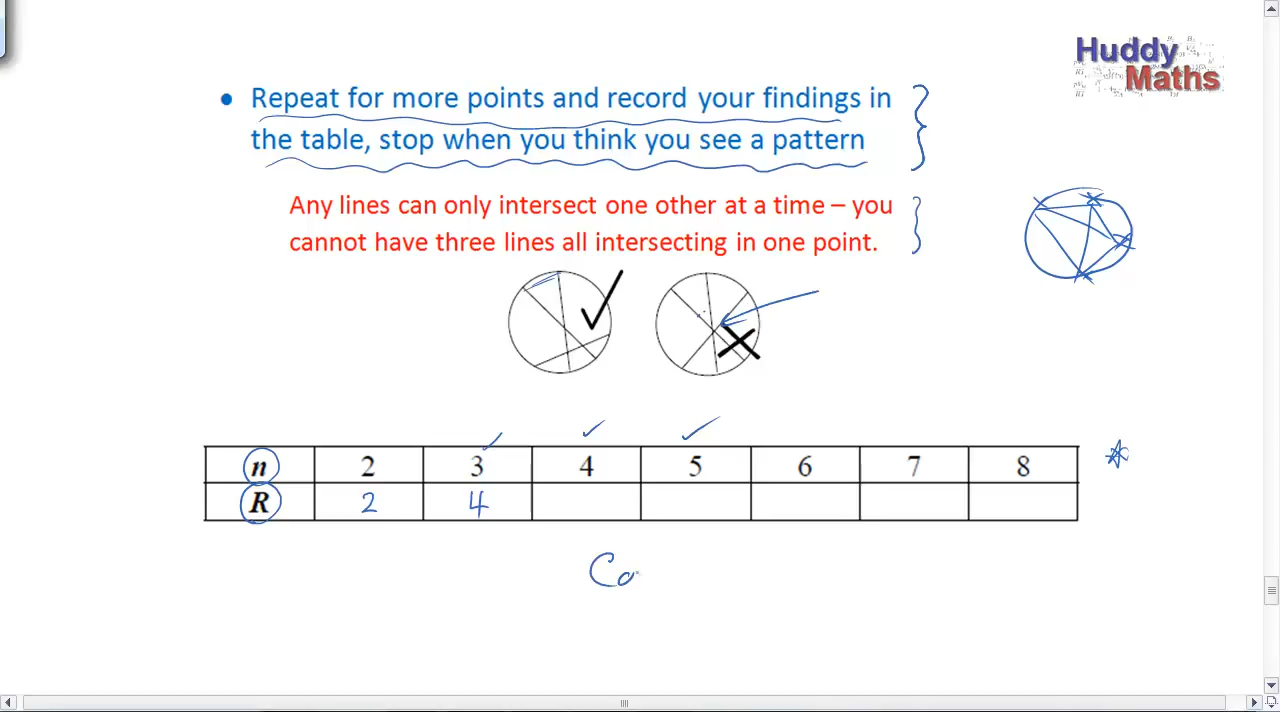 Huddy
Maths
• Repeat for more points and record your findings in
the table, stop when you think you see a pattern
Any lines can only intersect one other at a time – you
cannot have three lines all intersecting in one point.
n 2 3 4 5 6 7 8
R 2 4
Co